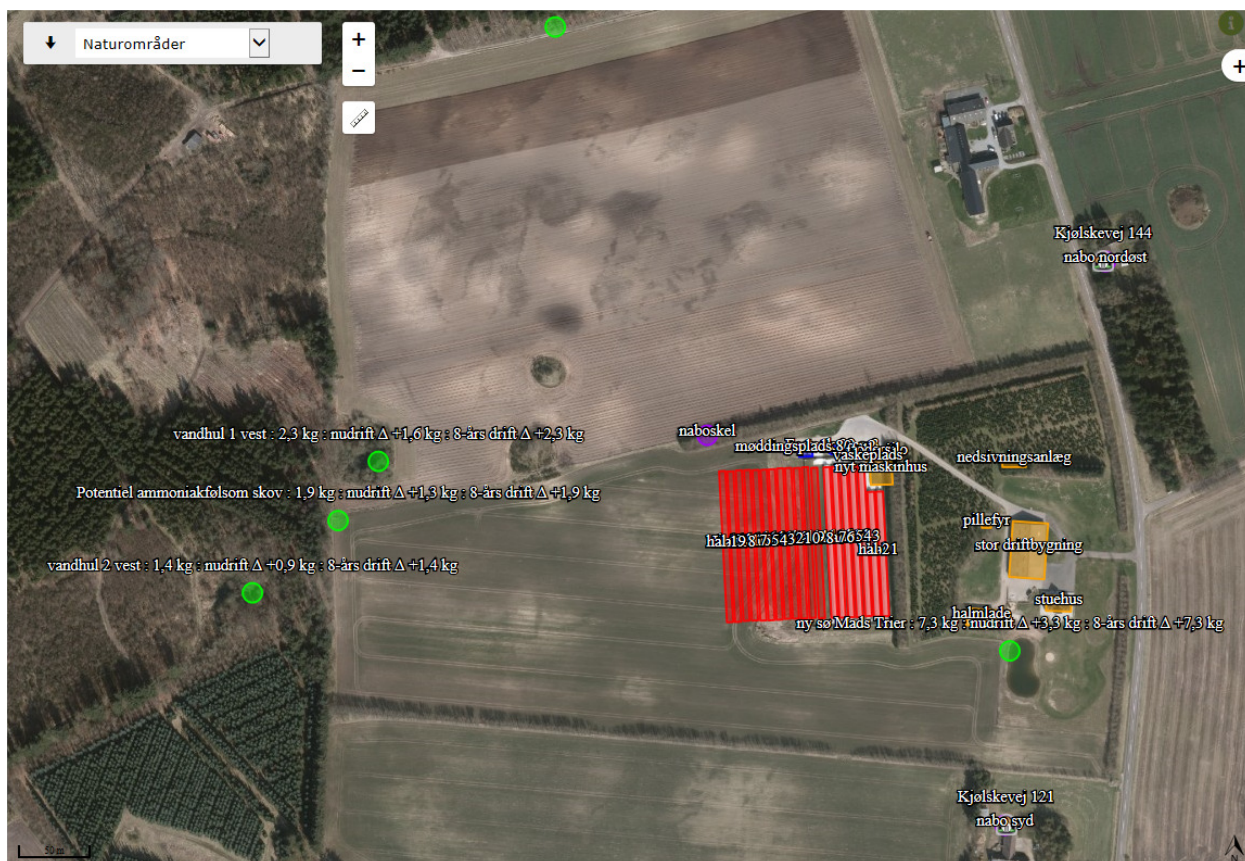 Naturområder
+
−
+
Kjølskevej 144
nabo nordøst
vandhul 1 vest : 2,3 kg : nudrift Δ +1,6 kg : 8-års drift Δ +2,3 kg
naboskel
møddingsplads
vaskeplads
nyt maskinhus
nedsivningsanlæg
Potentiel ammoniakfølsom skov : 1,9 kg : nudrift Δ +1,3 kg : 8-års drift Δ +1,9 kg
pillefyr
stor driftbygning
vandhul 2 vest : 1,4 kg : nudrift Δ +0,9 kg : 8-års drift Δ +1,4 kg
stuehus
halmlade
ny sø Mads Trier : 7,3 kg : nudrift Δ +3,3 kg : 8-års drift Δ +7,3 kg
Kjølskevej 121
nabo syd
50 m